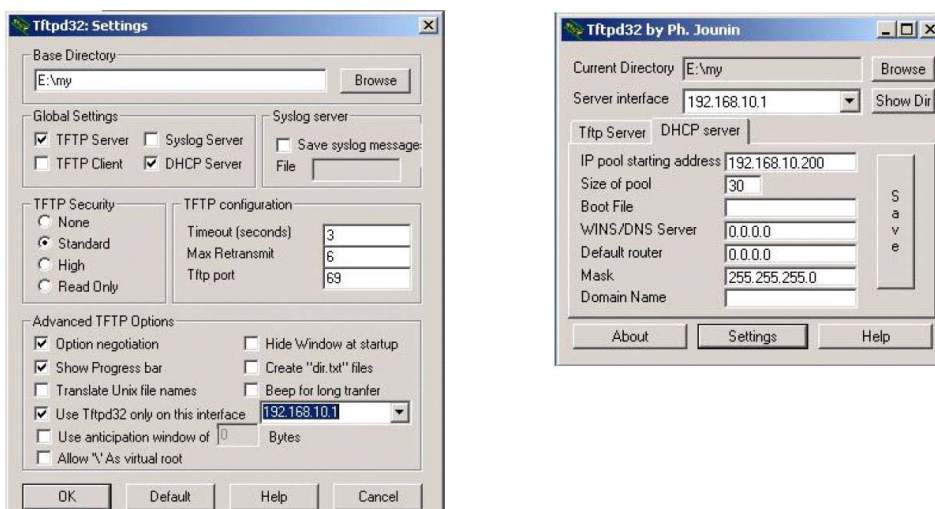 Tftpd32: Settings
Base Directory
E:\my
Browse
Global Settings
TFTP Server
Syslog Server
TFTP Client
DHCP Server
Syslog server
Save syslog message
File
TFTP Security
None
Standard
High
Read Only
TFTP configuration
Timeout (seconds)
3
Max Retransmit
6
Tftp port
69
Advanced TFTP Options
Option negotiation
Hide Window at startup
Show Progress bar
Create "dir.txt" files
Translate Unix file names
Beep for long tranfer
Use Tftpd32 only on this interface
192.168.10.1
Use anticipation window of
0
Bytes
Allow '\' As virtual root
OK
Default
Help
Cancel
Tftpd32 by Ph. Jounin
Current Directory
E:\my
Browse
Server interface
192.168.10.1
Show Dir
Tftp Server
DHCP server
IP pool starting address
192.168.10.200
Size of pool
30
Boot File
WINS/DNS Server
0.0.0.0
Default router
0.0.0.0
Mask
255.255.255.0
Domain Name
Save
About
Settings
Help